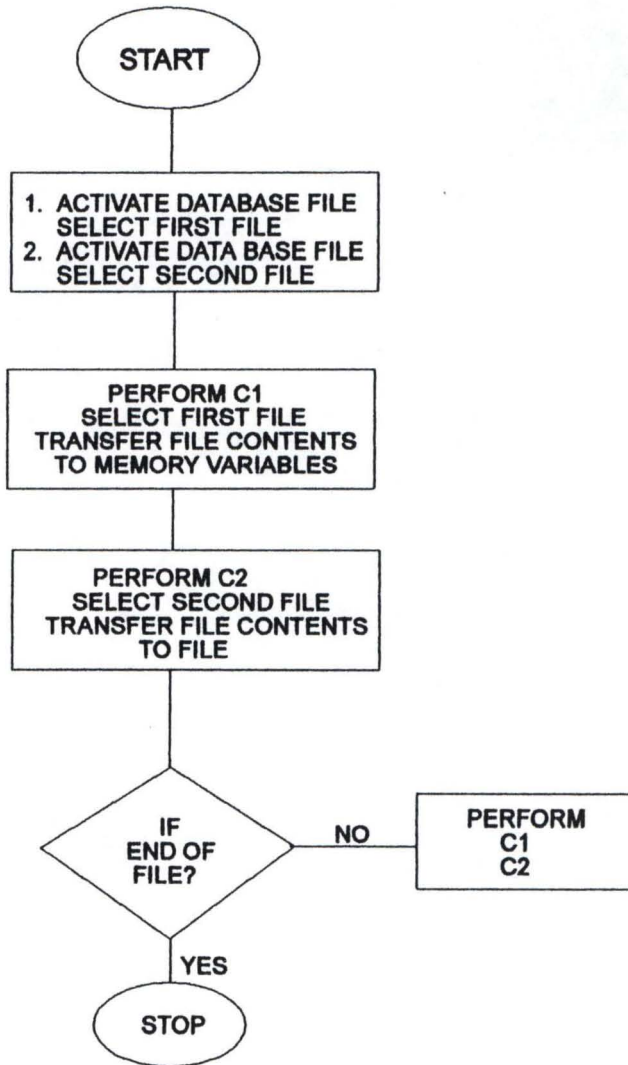 START
1. ACTIVATE DATABASE FILE
SELECT FIRST FILE
2. ACTIVATE DATA BASE FILE
SELECT SECOND FILE
PERFORM C1
SELECT FIRST FILE
TRANSFER FILE CONTENTS
TO MEMORY VARIABLES
PERFORM C2
SELECT SECOND FILE
TRANSFER FILE CONTENTS
TO FILE
IF
END OF
FILE?
NO
PERFORM
C1
C2
YES
STOP